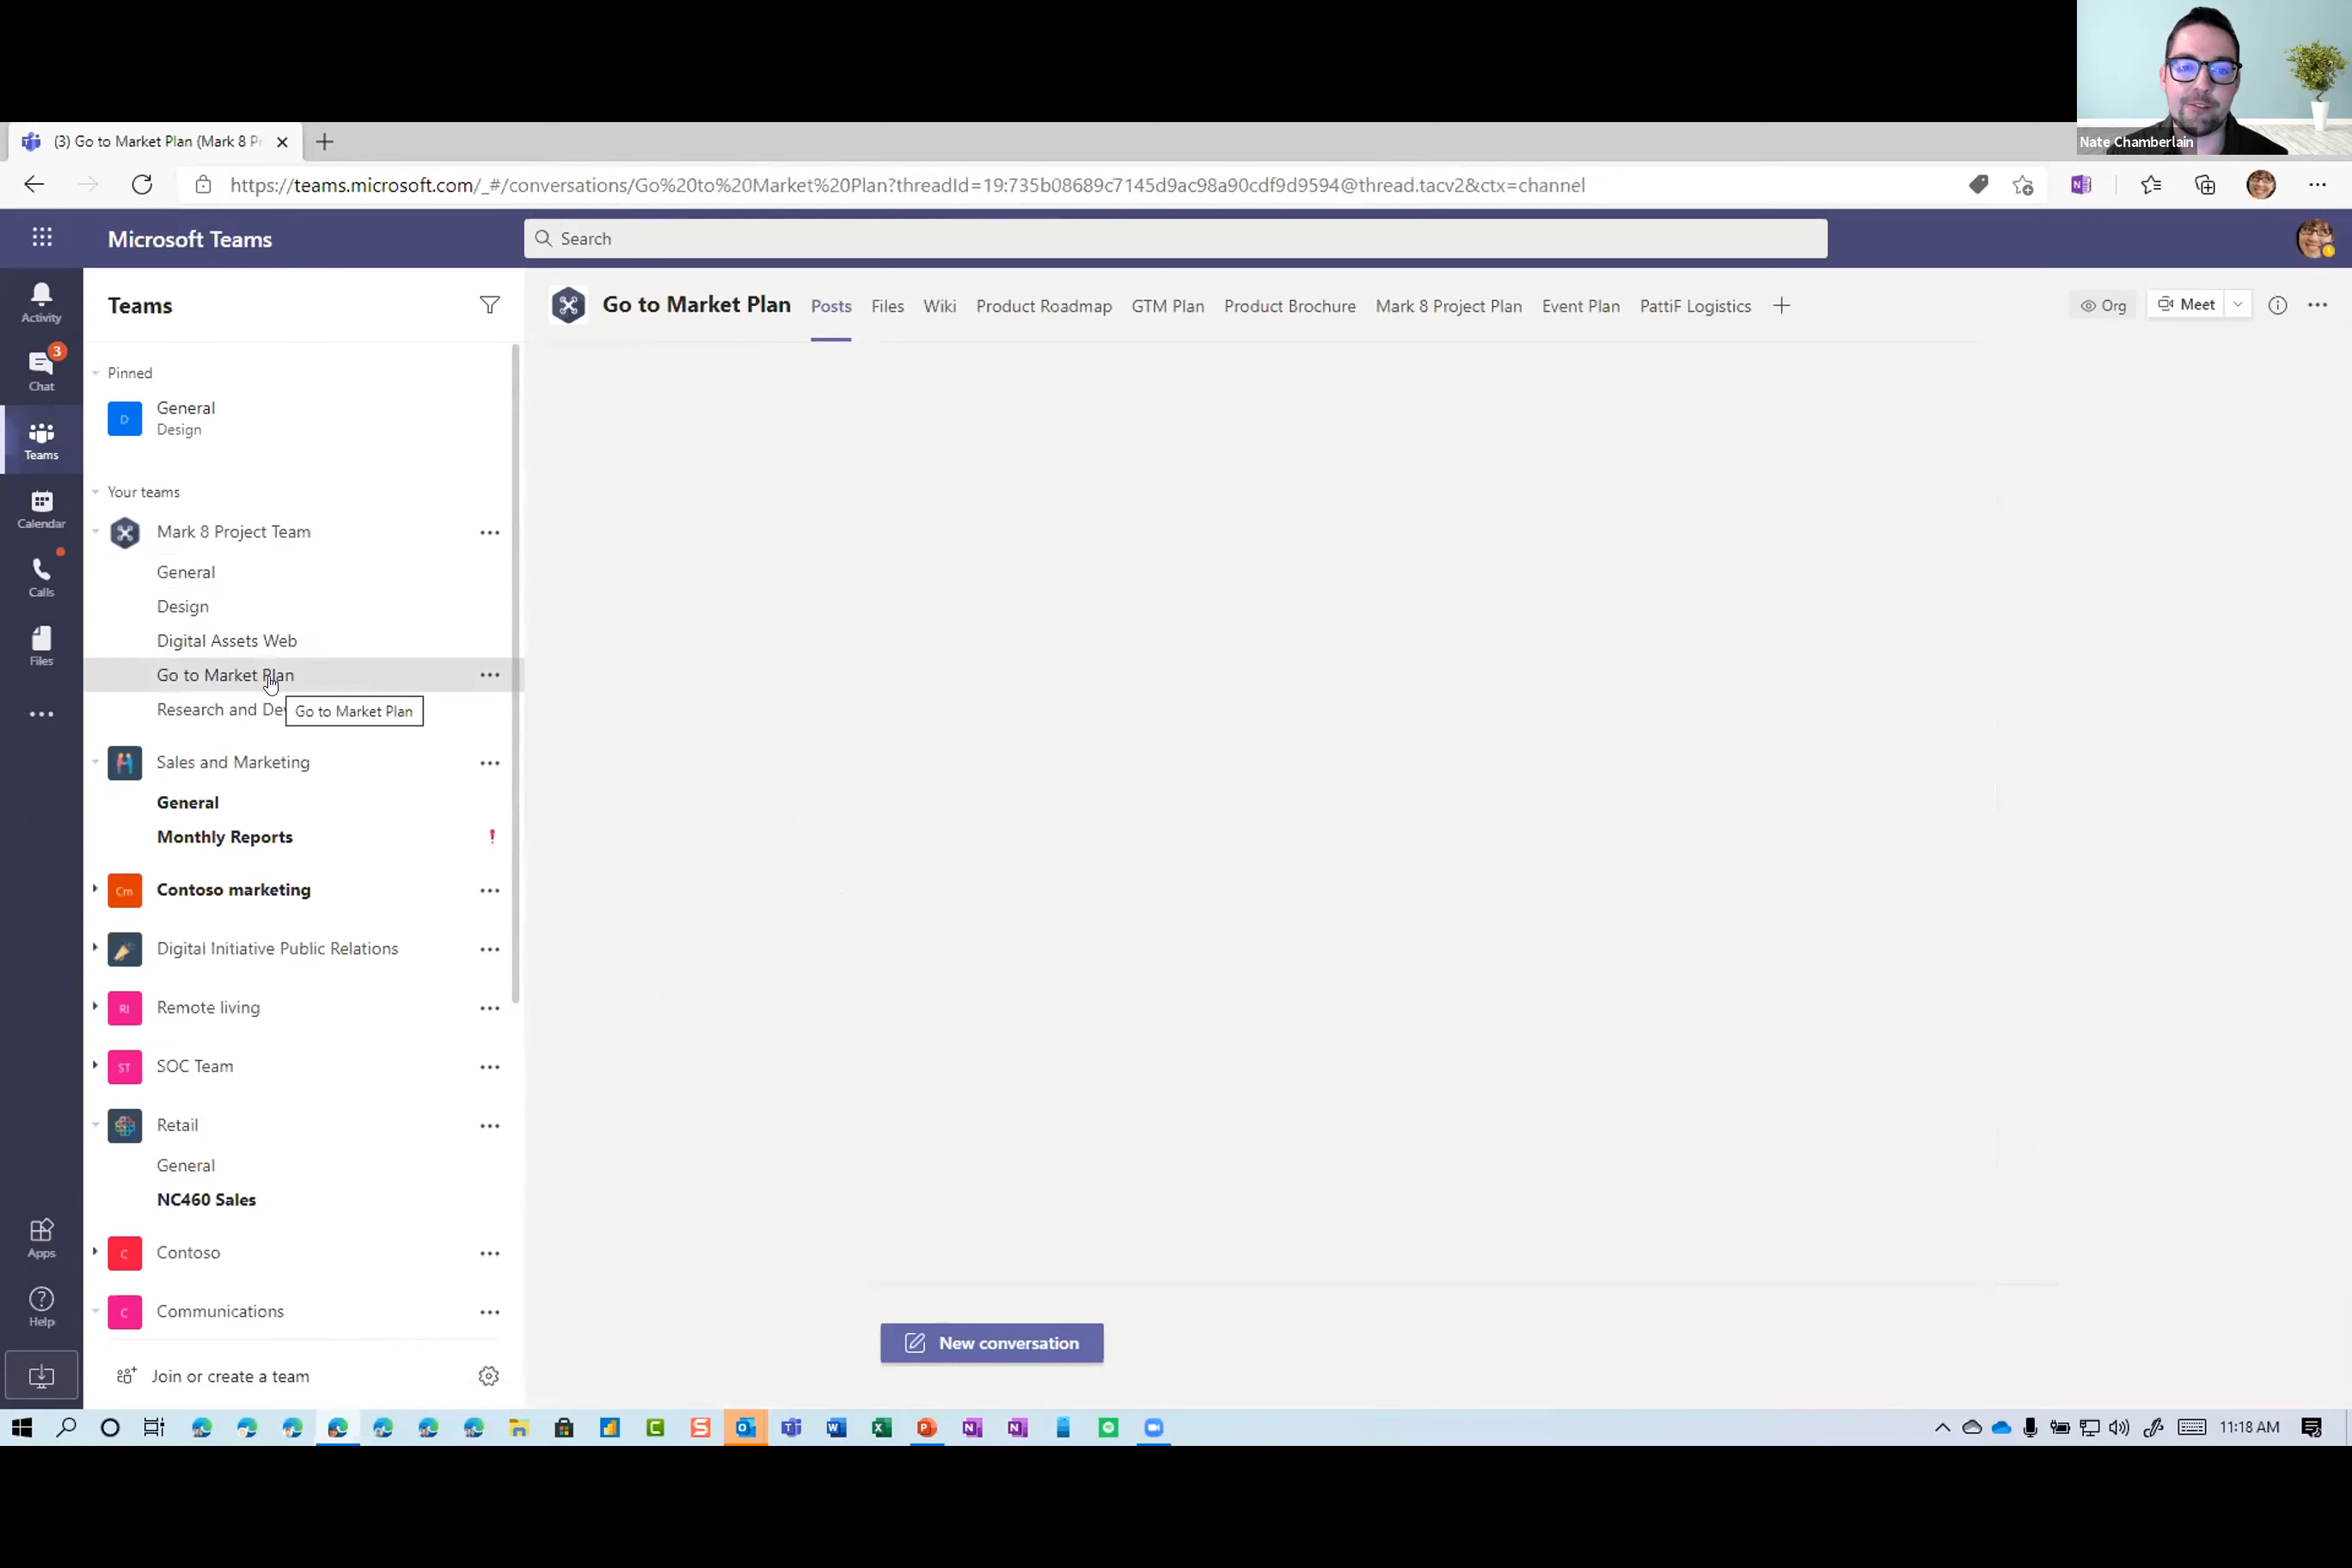 Nate Chamberlain
(3) Go to Market Plan (Mark 8 P
https://teams.microsoft.com/_#/conversations/Go%20to%20Market%20Plan?threadId=19:735b08689c7145d9ac98a90cdf9d9594@thread.tacv2&ctx=channel
Microsoft Teams
Search
Activity
3
Chat
Teams
Calendar
Calls
Files
Apps
Help
Teams
Pinned
D
General
Design
Your teams
Mark 8 Project Team
General
Design
Digital Assets Web
Go to Market Plan
Research and De
Go to Market Plan
Sales and Marketing
General
Monthly Reports
Cm
Contoso marketing
Digital Initiative Public Relations
Rl
Remote living
ST
SOC Team
Retail
General
NC460 Sales
C
Contoso
C
Communications
Join or create a team
Go to Market Plan Posts Files Wiki Product Roadmap GTM Plan Product Brochure Mark 8 Project Plan Event Plan PattiF Logistics
Org
Meet
New conversation
11:18 AM